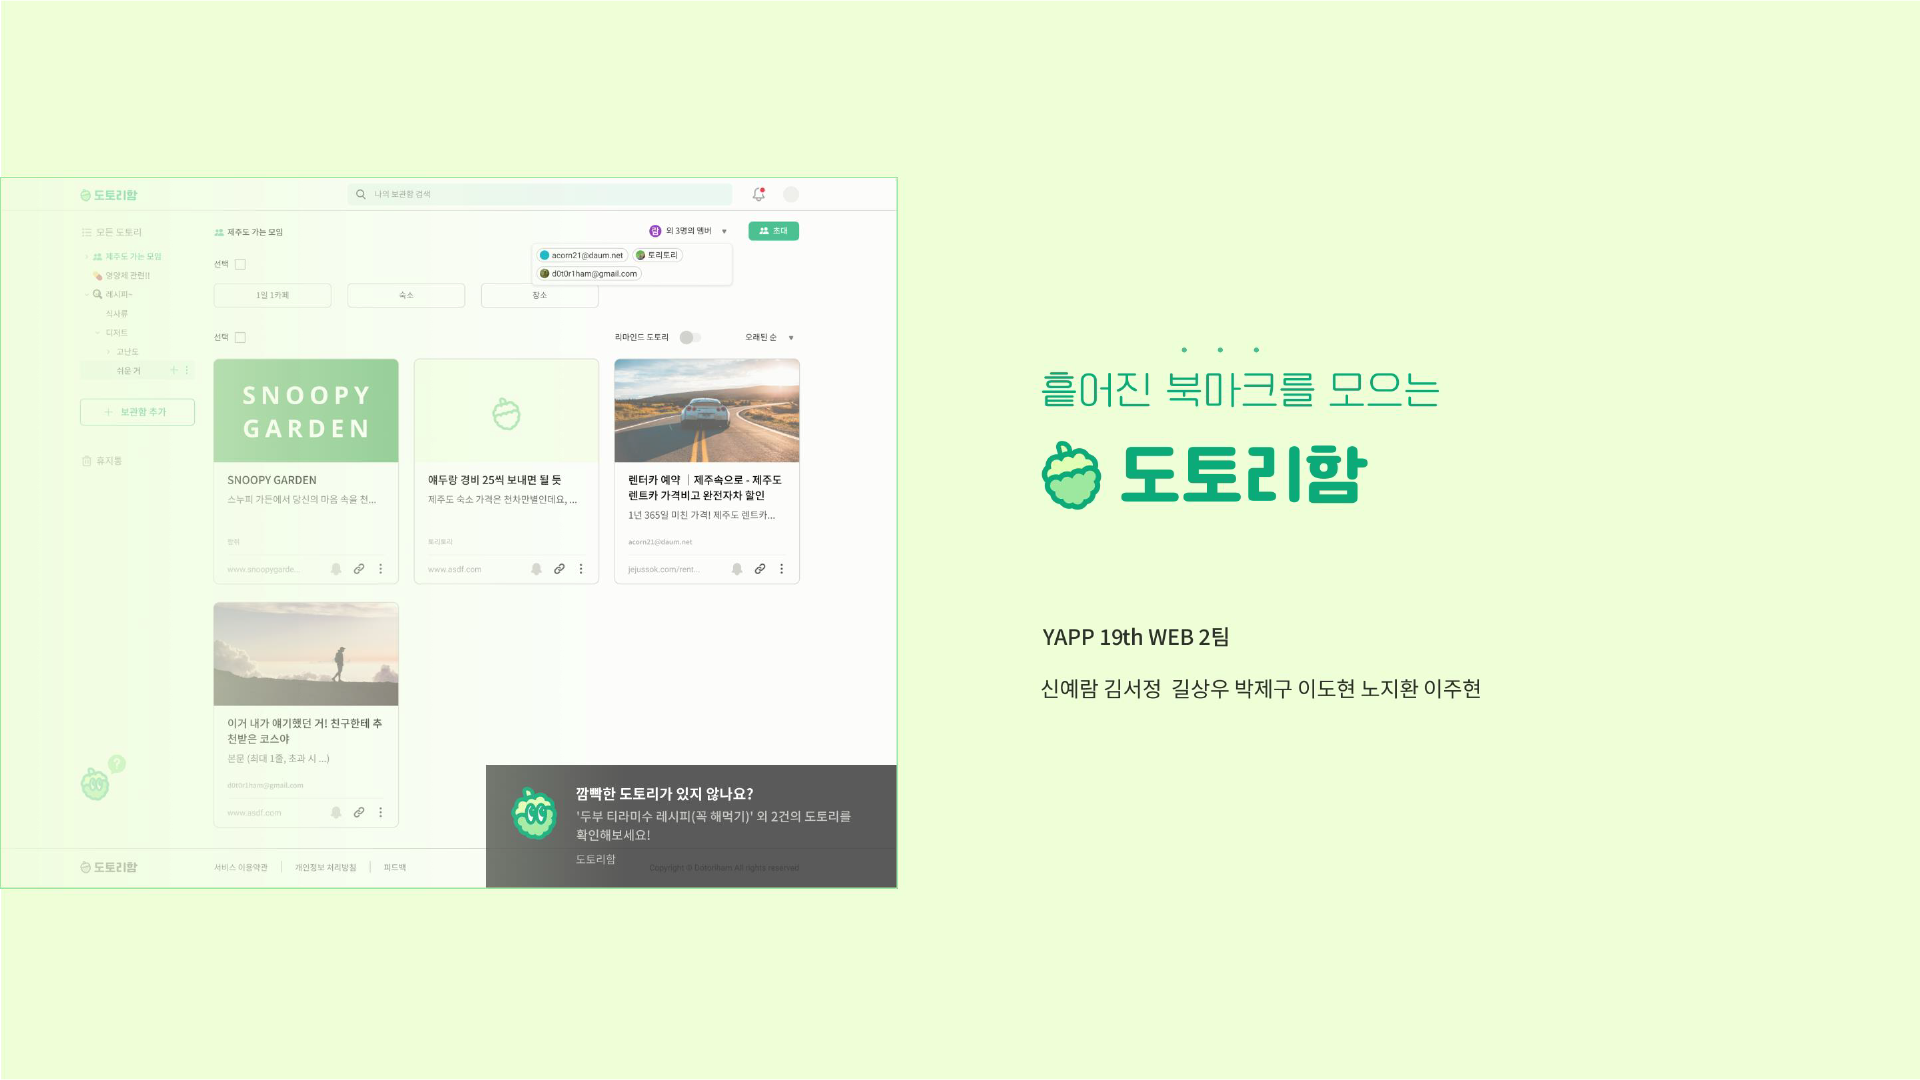 도토리함
나의 보관함 검색
모든 도토리
제주도 가는 모임
영양제 관련!!
레시피~
식사류
디저트
고난도
쉬운 거
+ 보관함 추가
휴지통
제주도 가는 모임
람 외 3명의 멤버
초대
acorn21@daum.net 토리토리
d0t0r1ham@gmail.com
선택
1일 1카페
숙소
장소
선택
리마인드 도토리
오래된 순
SNOOPY
GARDEN
SNOOPY GARDEN
스누피 가든에서 당신의 마음 속을 천...
www.snoopygarde...
애두랑 경비 25씩 보내면 될 듯
제주도 숙소 가격은 천차만별인데요, ...
토리토리
www.asdf.com
렌터카 예약 │제주속으로 - 제주도
렌트카 가격비고 완전자차 할인
1년 365일 미친 가격! 제주도 렌트카...
acorn21@daum.net
jejussok.com/rent...
이거 내가 얘기했던 거! 친구한테 추
천받은 코스야
본문 (최대 1줄, 초과 시 ...)
d0t0r1ham@gmail.com
www.asdf.com
?
깜빡한 도토리가 있지 않나요?
'두부 티라미수 레시피(꼭 해먹기)' 외 2건의 도토리를
확인해보세요!
도토리함
도토리함
서비스 이용약관
개인정보 처리방침
피드백
흩어진 북마크를 모으는
도토리함
YAPP 19th WEB 2팀
신예람 김서정 길상우 박제구 이도현 노지환 이주현